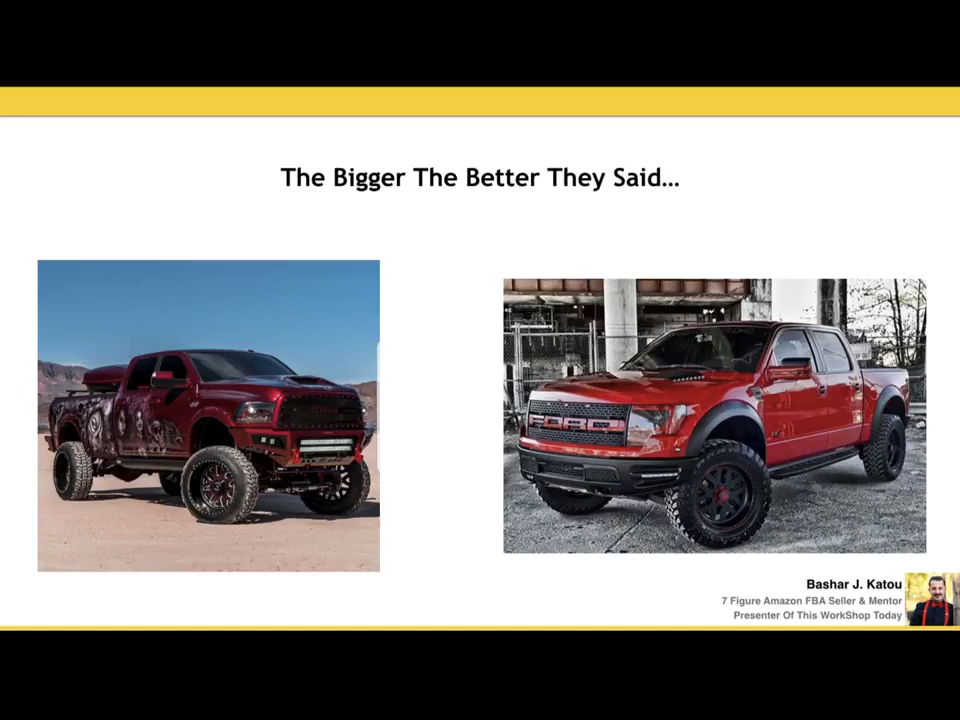 The Bigger The Better They Said...
FORD
Bashar J. Katou
7 Figure Amazon FBA Seller & Mentor
Presenter Of This WorkShop Today